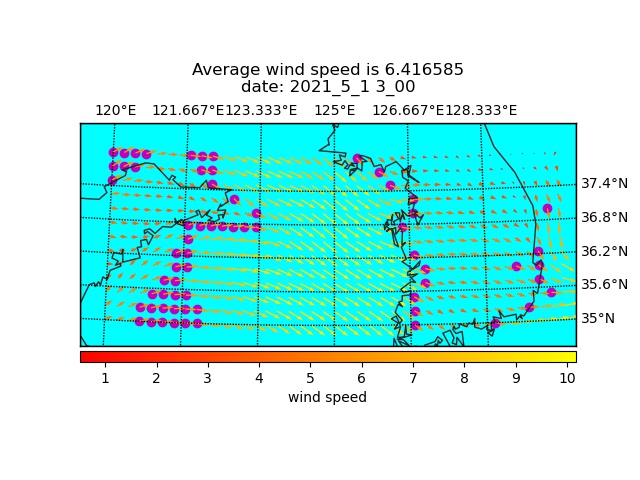 Average wind speed is 6.416585
date: 2021_5_1 3_00
120°E 121.667°E 123.333°E 125°E 126.667°E 128.333°E
37.4°N
36.8°N
36.2°N
35.6°N
35°N
1 2 3 4 5 6 7 8 9 10
wind speed